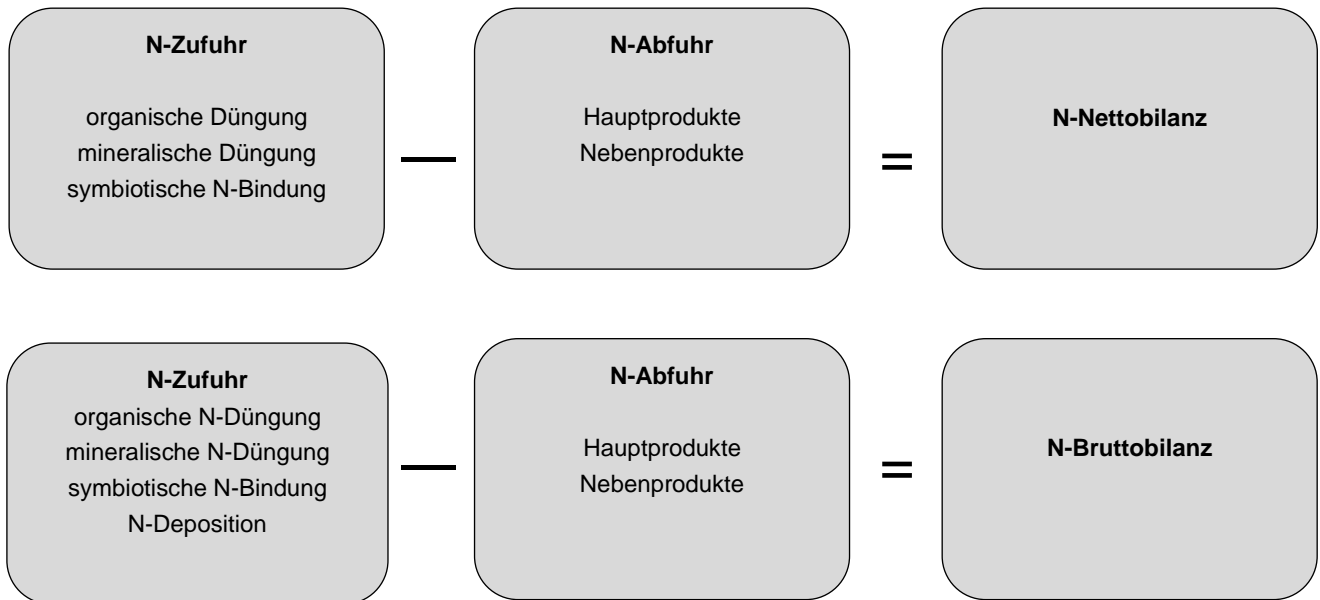 N-Zufuhr
organische Düngung
mineralische Düngung
symbiotische N-Bindung
—
N-Abfuhr
Hauptprodukte
Nebenprodukte
=
N-Nettobilanz
N-Zufuhr
organische N-Düngung
mineralische N-Düngung
symbiotische N-Bindung
N-Deposition
—
N-Abfuhr
Hauptprodukte
Nebenprodukte
=
N-Bruttobilanz